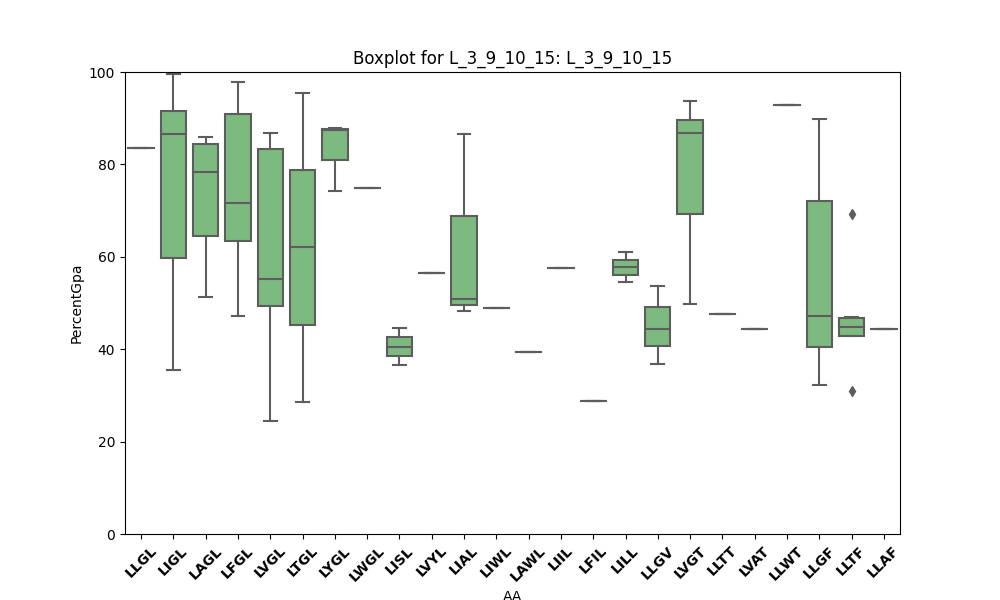 Boxplot for L_3_9_10_15: L_3_9_10_15
100
80
60
40
20
0
PercentGpa
LLGL LIGL LAGL LFGL LVGL LTGL LYGL LWGL LISL LVYL LIAL LIWL LAWL LIIL LFIL LILL LLGV LVGT LLTT LVAT LLWT LLGF LLTF LLAF
AA